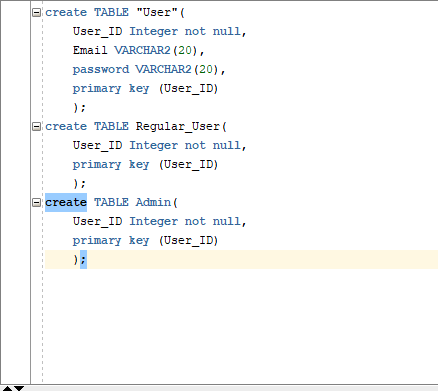 create TABLE "User"(
User_ID Integer not null,
Email VARCHAR2(20),
password VARCHAR2(20),
primary key (User_ID)
);
create TABLE Regular_User(
User_ID Integer not null,
primary key (User_ID)
);
create TABLE Admin(
User_ID Integer not null,
primary key (User_ID)
);